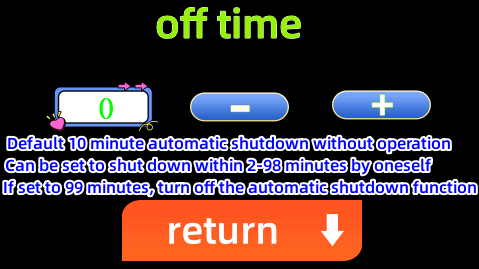 off time
0
-
+
Default 10 minute automatic shutdown without operation
Can be set to shut down within 2-98 minutes by oneself
If set to 99 minutes, turn off the automatic shutdown function
return